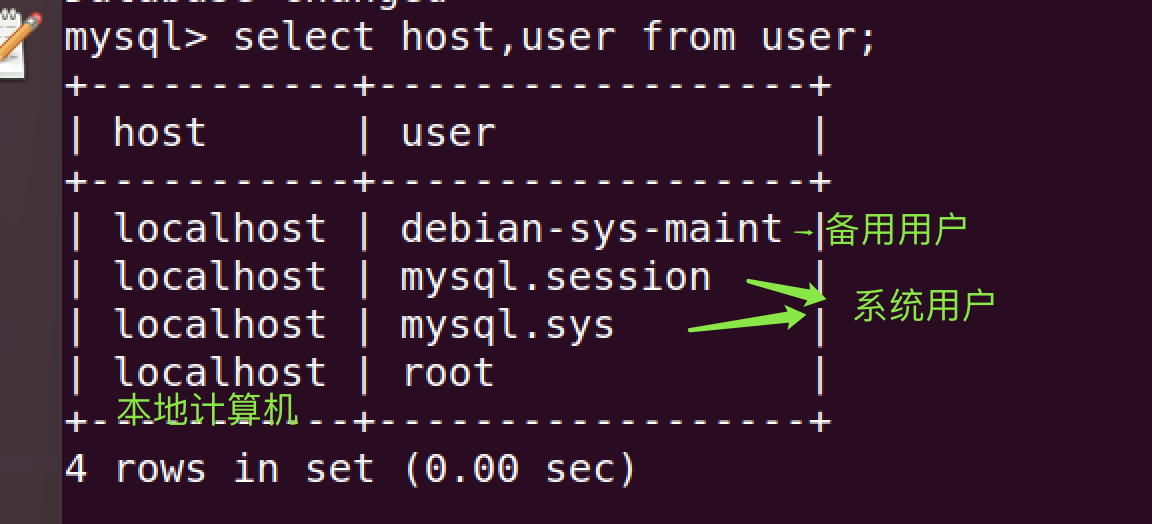 Database changed
mysql> select host,user from user;
+-----------+------------------+
| host      | user             |
+-----------+------------------+
| localhost | debian-sys-maint | 备用用户
| localhost | mysql.session    |
系统用户
| localhost | mysql.sys        |
| localhost | root             |
本地计算机
+-----------+------------------+
4 rows in set (0.00 sec)